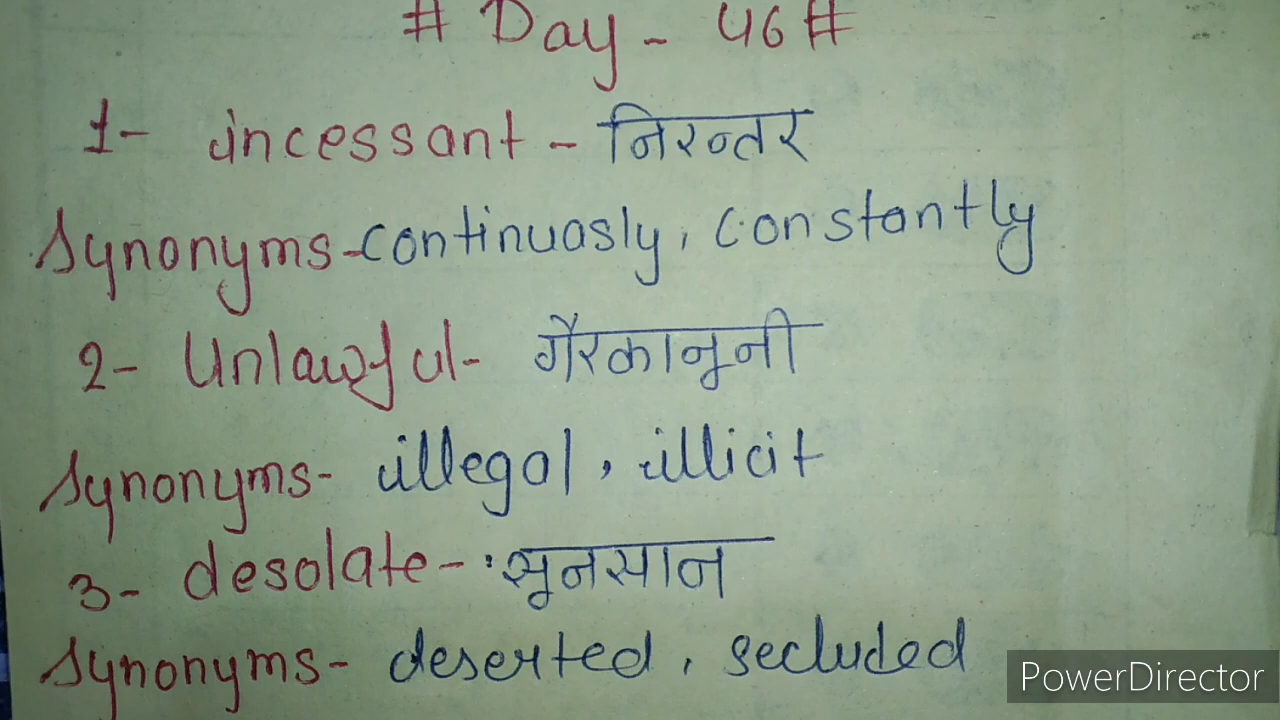 # Day - 46 #
1- incessant - निरन्तर
Synonyms-continuosly, constantly
2- Unlawful- गैरकानूनी
Synonyms- illegal, illicit
3- desolate- सूनसान
Synonyms- deserted, secluded
PowerDirector